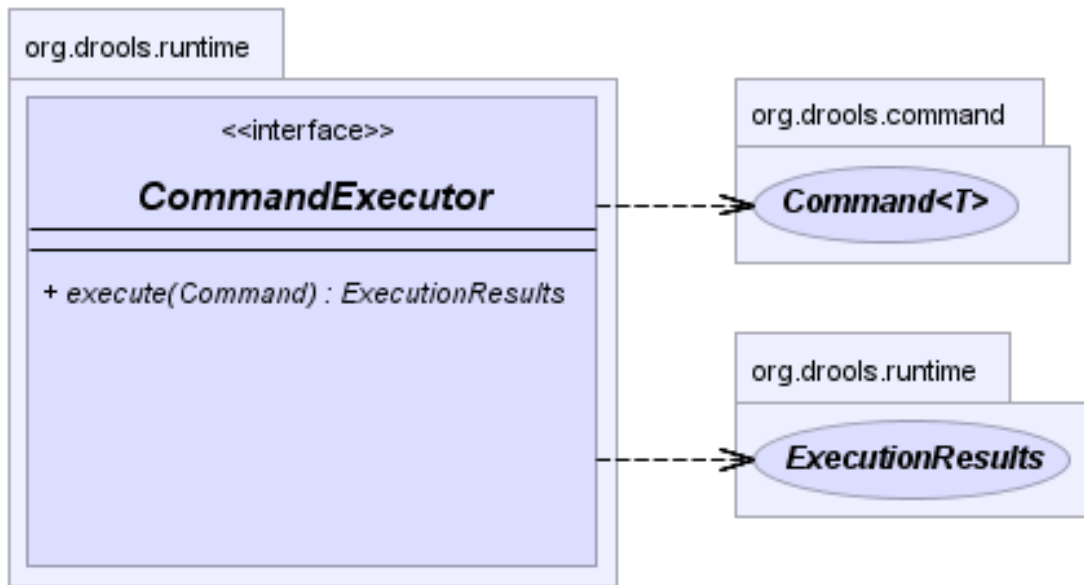 org.drools.runtime
<<interface>>
CommandExecutor
+ execute(Command) : ExecutionResults
org.drools.command
Command<T>
org.drools.runtime
ExecutionResults